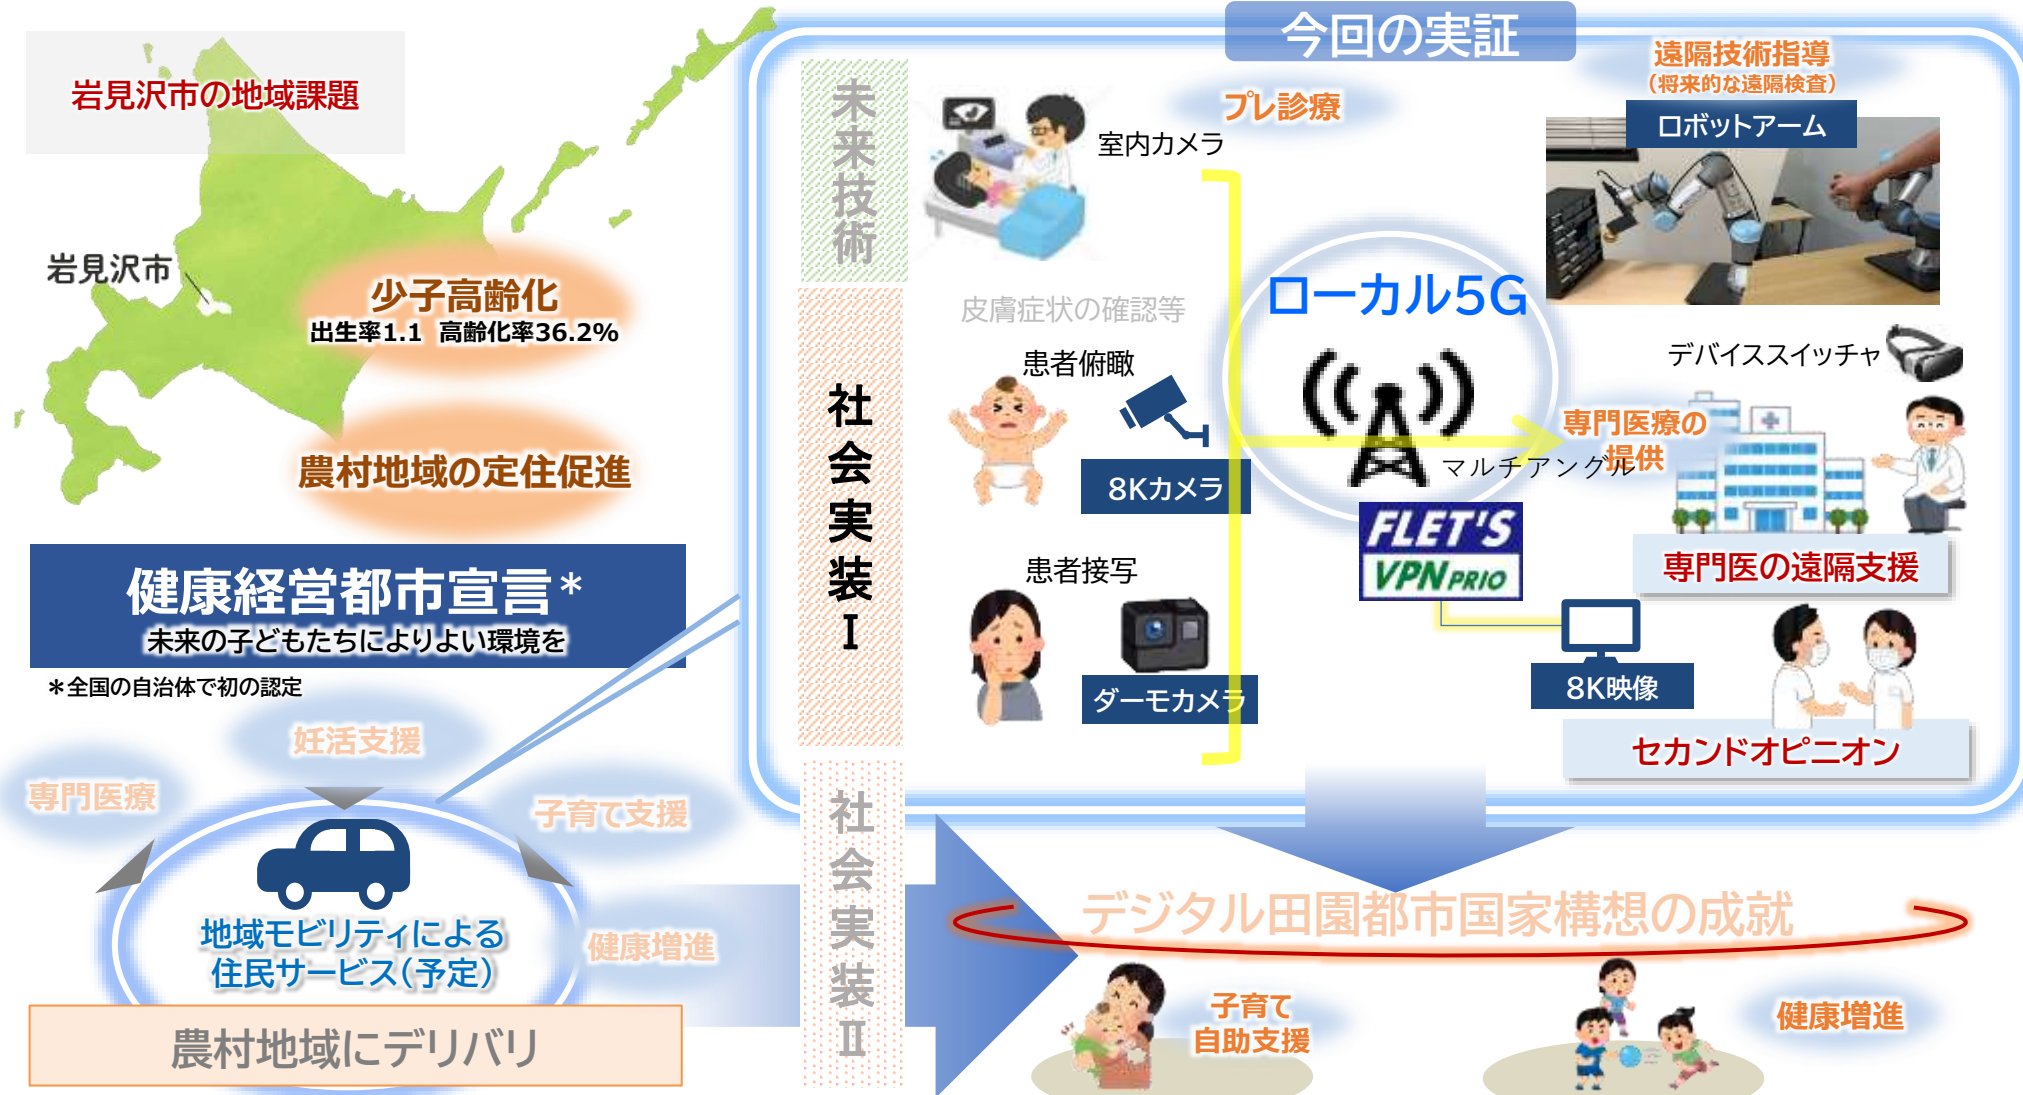 岩見沢市の地域課題
岩見沢市
少子高齢化
出生率1.1 高齢化率36.2%
農村地域の定住促進
健康経営都市宣言*
未来の子どもたちによりよい環境を
*全国の自治体で初の認定
妊活支援
専門医療
子育て支援
健康増進
地域モビリティによる
住民サービス(予定)
農村地域にデリバリ
今回の実証
未来技術
社会実装Ⅰ
社会実装Ⅱ
プレ診療
室内カメラ
皮膚症状の確認等
患者俯瞰
8Kカメラ
患者接写
ダーモカメラ
ローカル5G
マルチアングル
FLET'S
VPN PRIO
遠隔技術指導
(将来的な遠隔検査)
ロボットアーム
デバイススイッチャ
専門医療の
提供
専門医の遠隔支援
8K映像
セカンドオピニオン
デジタル田園都市国家構想の成就
子育て
自助支援
健康増進